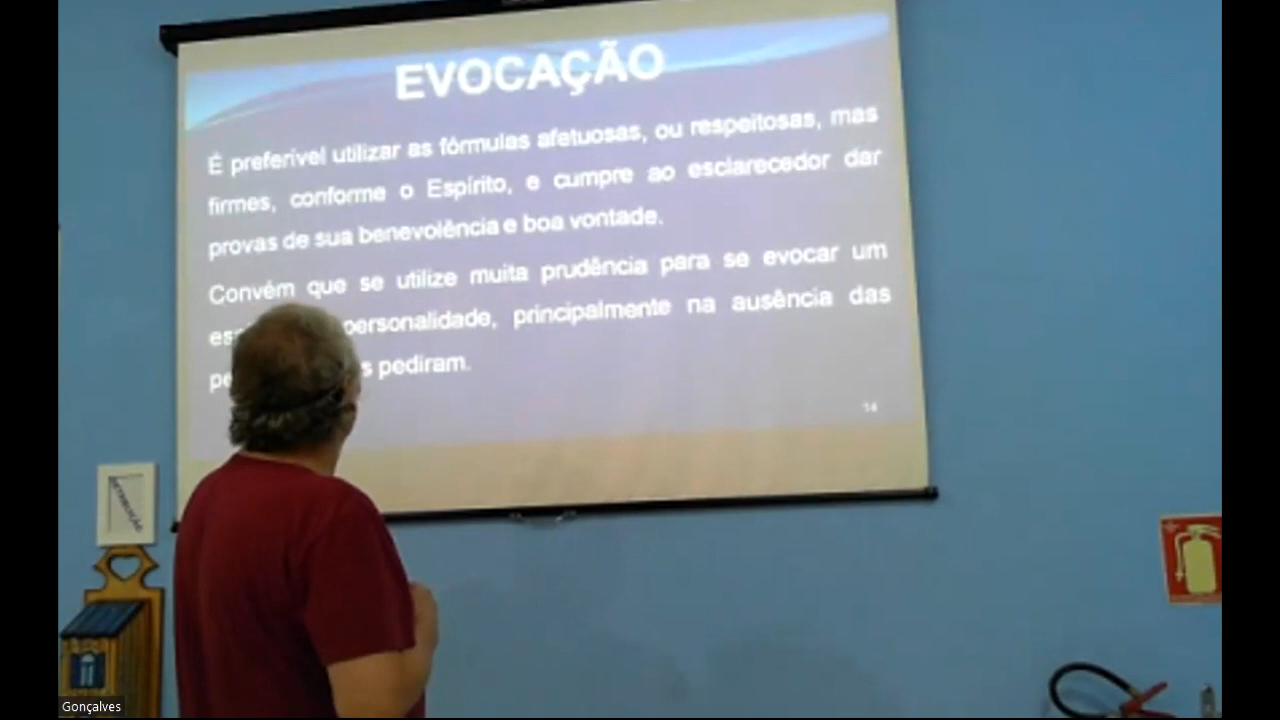 EVOCAÇÃO
É preferível utilizar as fórmulas afetuosas, ou respeitosas, mas
firmes, conforme o Espírito, e cumpre ao esclarecedor dar
provas de sua benevolência e boa vontade.
Convém que se utilize muita prudência para se evocar um
personalidade, principalmente na ausência das
pediram.
14
Gonçalves